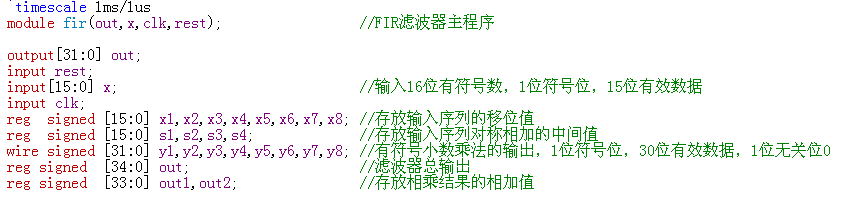 `timescale 1ms/1us
module fir(out,x,clk,rest); //FIR滤波器主程序
output[31:0] out;
input rest;
input[15:0] x; //输入16位有符号数，1位符号位，15位有效数据
input clk;
reg signed [15:0] x1,x2,x3,x4,x5,x6,x7,x8; //存放输入序列的移位值
reg signed [15:0] s1,s2,s3,s4; //存放输入序列对称相加的中间值
wire signed [31:0] y1,y2,y3,y4,y5,y6,y7,y8; //有符号小数乘法的输出，1位符号位，30位有效数据，1位无关位0
reg signed [34:0] out; //滤波器总输出
reg signed [33:0] out1,out2; //存放相乘结果的相加值